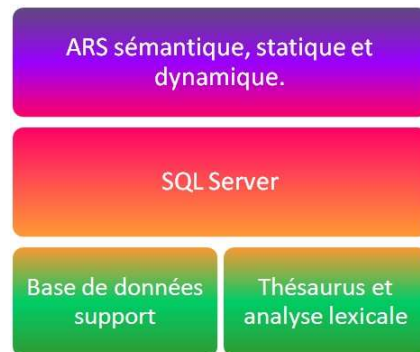 ARS sémantique, statique et
dynamique.
SQL Server
Base de données
support
Thésaurus et
analyse lexicale